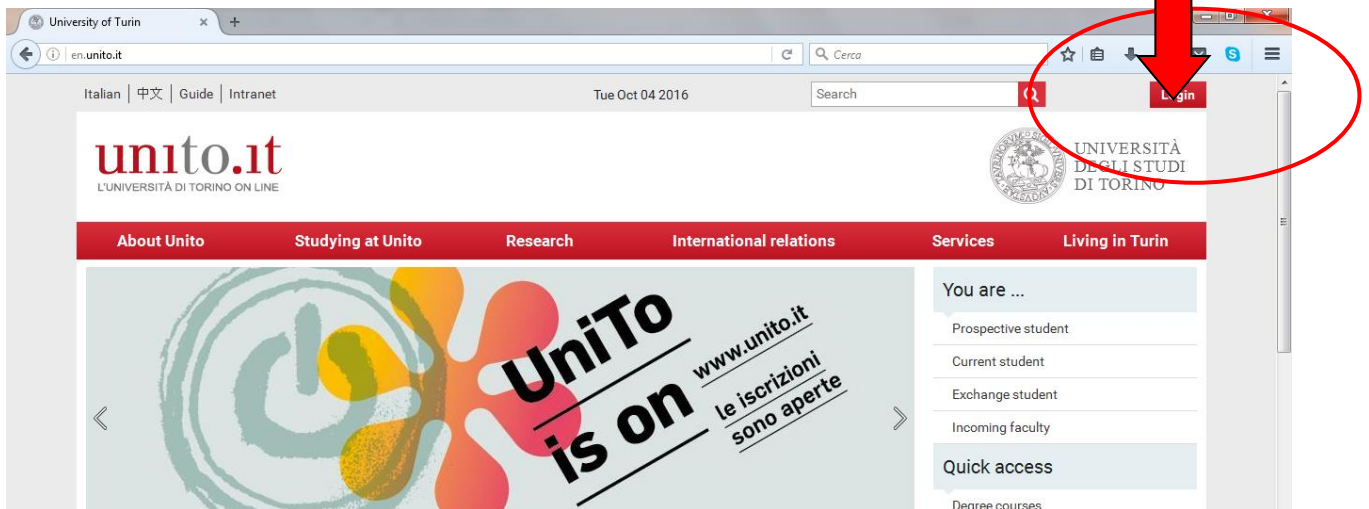 University of Turin
en.unito.it
Cerca
Italian | 中文 | Guide | Intranet
Tue Oct 04 2016
Search
Login
unito.it
L'UNIVERSITÀ DI TORINO ON LINE
UNIVERSITÀ
DEGLI STUDI
DI TORINO
About Unito
Studying at Unito
Research
International relations
Services
Living in Turin
UniTo
is on
www.unito.it
le iscrizioni
sono aperte
You are ...
Prospective student
Current student
Exchange student
Incoming faculty
Quick access
Degree courses